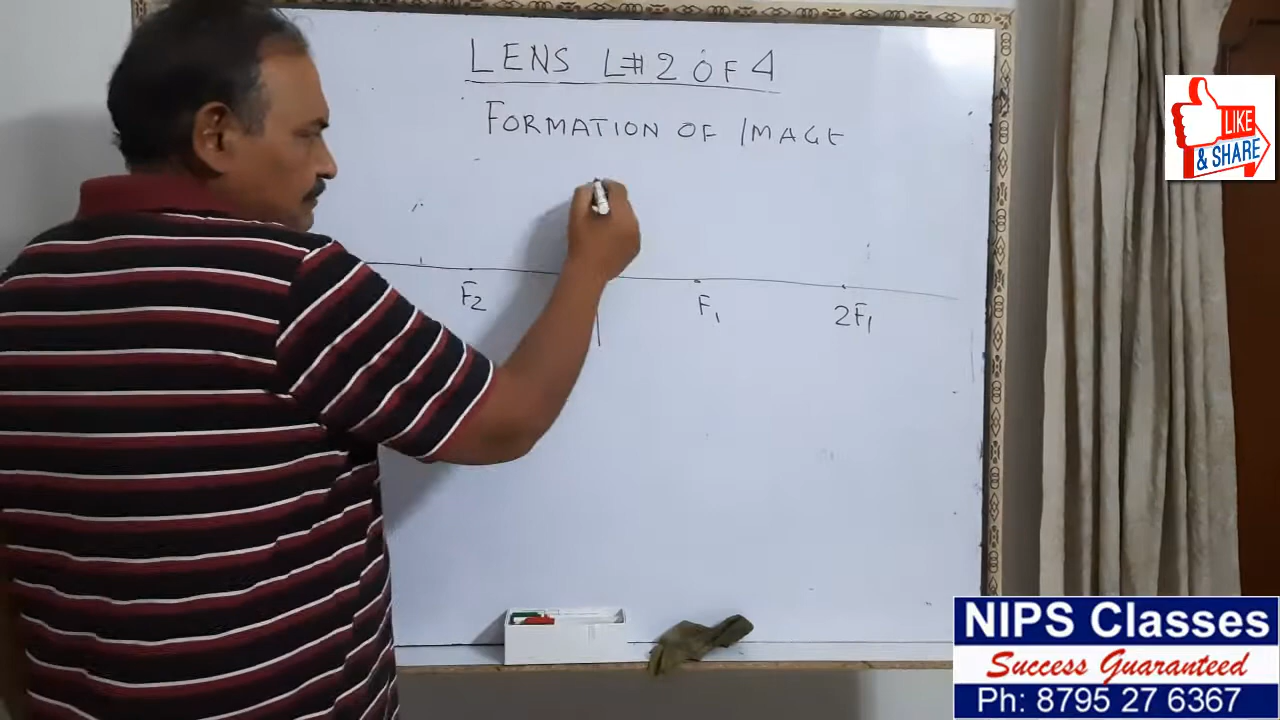 LENS L#2 OF 4
FORMATION OF IMAGE
F2
F1
2F1
LIKE
& SHARE
NIPS Classes
Success Guaranteed
Ph: 8795 27 6367